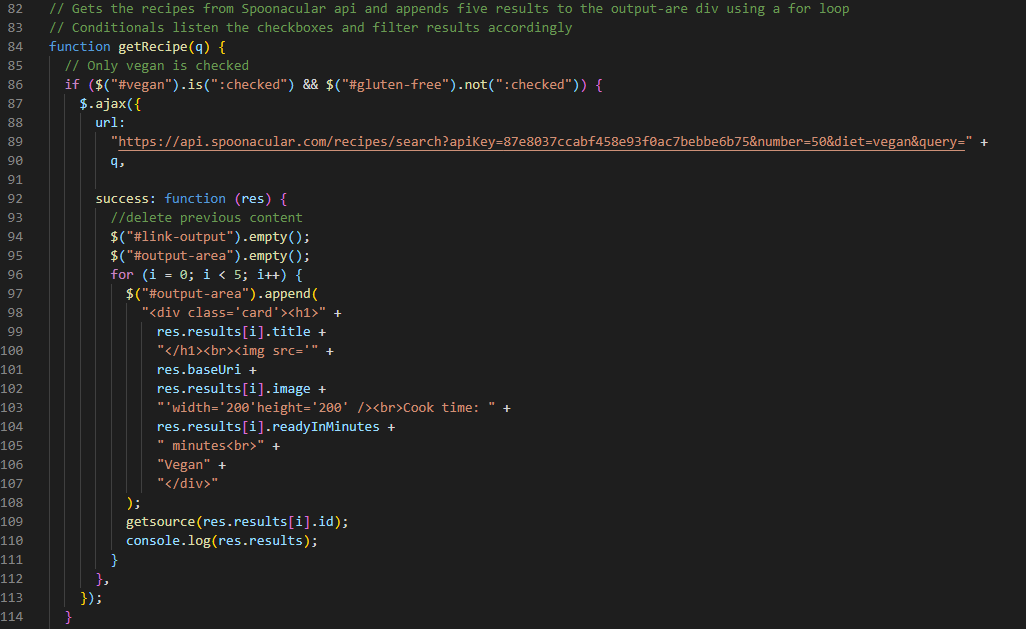 82 // Gets the recipes from Spoonacular api and appends five results to the output-are div using a for loop
83 // Conditionals listen the checkboxes and filter results accordingly
84 function getRecipe(q) {
85 // Only vegan is checked
86 if ($("#vegan").is(":checked") && $("#gluten-free").not(":checked")) {
87 $.ajax({
88 url:
89 "https://api.spoonacular.com/recipes/search?apiKey=87e8037ccabf458e93f0ac7bebbe6b75&number=50&diet=vegan&query=" +
90 q,
91
92 success: function (res) {
93 //delete previous content
94 $("#link-output").empty();
95 $("#output-area").empty();
96 for (i = 0; i < 5; i++) {
97 $("#output-area").append(
98 "<div class='card'><h1>" +
99 res.results[i].title +
100 "</h1><br><img src='" +
101 res.baseUri +
102 res.results[i].image +
103 "'width='200'height='200' /><br>Cook time: " +
104 res.results[i].readyInMinutes +
105 " minutes<br>" +
106 "Vegan" +
107 "</div>"
108 );
109 getsource(res.results[i].id);
110 console.log(res.results);
111 }
112 },
113 });
114 }